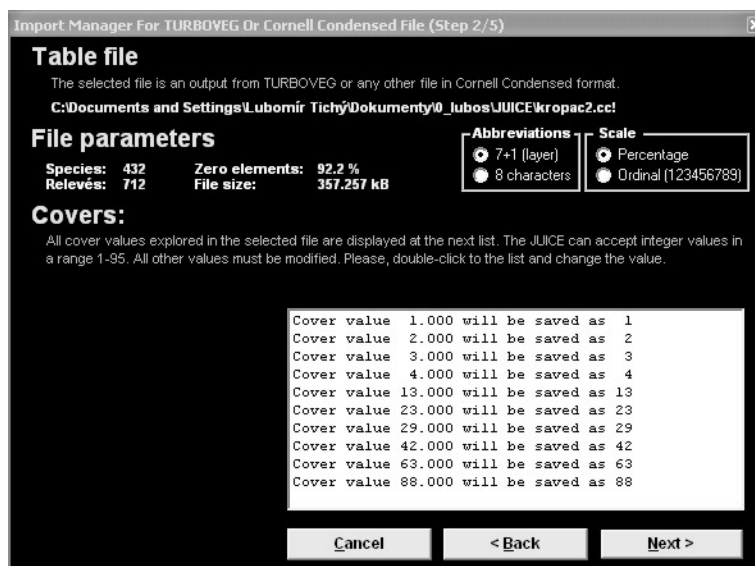 Import Manager For TURBOVEG Or Cornell Condensed File (Step 2/5)
Table file
The selected file is an output from TURBOVEG or any other file in Cornell Condensed format.
C:\Documents and Settings\Lubomír Tichý\Dokumenty\0_lubos\JUICE\kropac2.cc!
File parameters
Species: 432 Zero elements: 92.2 %
Relevés: 712 File size: 357.257 kB
Abbreviations
7+1 (layer)
8 characters
Scale
Percentage
Ordinal (123456789)
Covers:
All cover values explored in the selected file are displayed at the next list. The JUICE can accept integer values in
a range 1-95. All other values must be modified. Please, double-click to the list and change the value.
Cover value 1.000 will be saved as 1
Cover value 2.000 will be saved as 2
Cover value 3.000 will be saved as 3
Cover value 4.000 will be saved as 4
Cover value 13.000 will be saved as 13
Cover value 23.000 will be saved as 23
Cover value 29.000 will be saved as 29
Cover value 42.000 will be saved as 42
Cover value 63.000 will be saved as 63
Cover value 88.000 will be saved as 88
Cancel
< Back
Next >